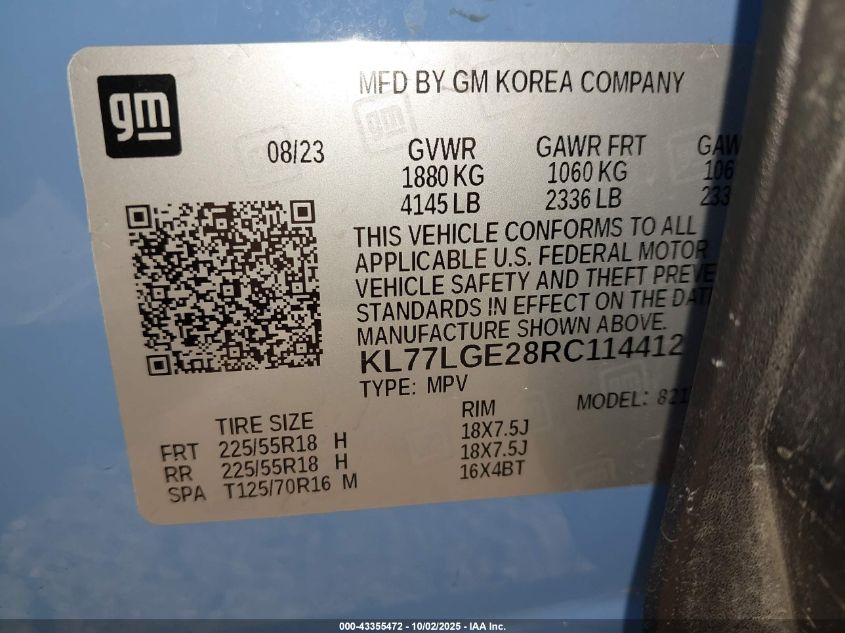 gm
MFD BY GM KOREA COMPANY
08/23
GVWR GAWR FRT
1880 KG 1060 KG
4145 LB 2336 LB
THIS VEHICLE CONFORMS TO ALL
APPLICABLE U.S. FEDERAL MOTOR
VEHICLE SAFETY AND THEFT PREVE
STANDARDS IN EFFECT ON THE DAT
MANUFACTURE SHOWN ABOVE.
KL77LGE28RC114412
TYPE: MPV
MODEL: 821
TIRE SIZE RIM
FRT 225/55R18 H 18X7.5J
RR 225/55R18 H 18X7.5J
SPA T125/70R16 M 16X4BT
000-43355472 - 10/02/2025 - IAA Inc.